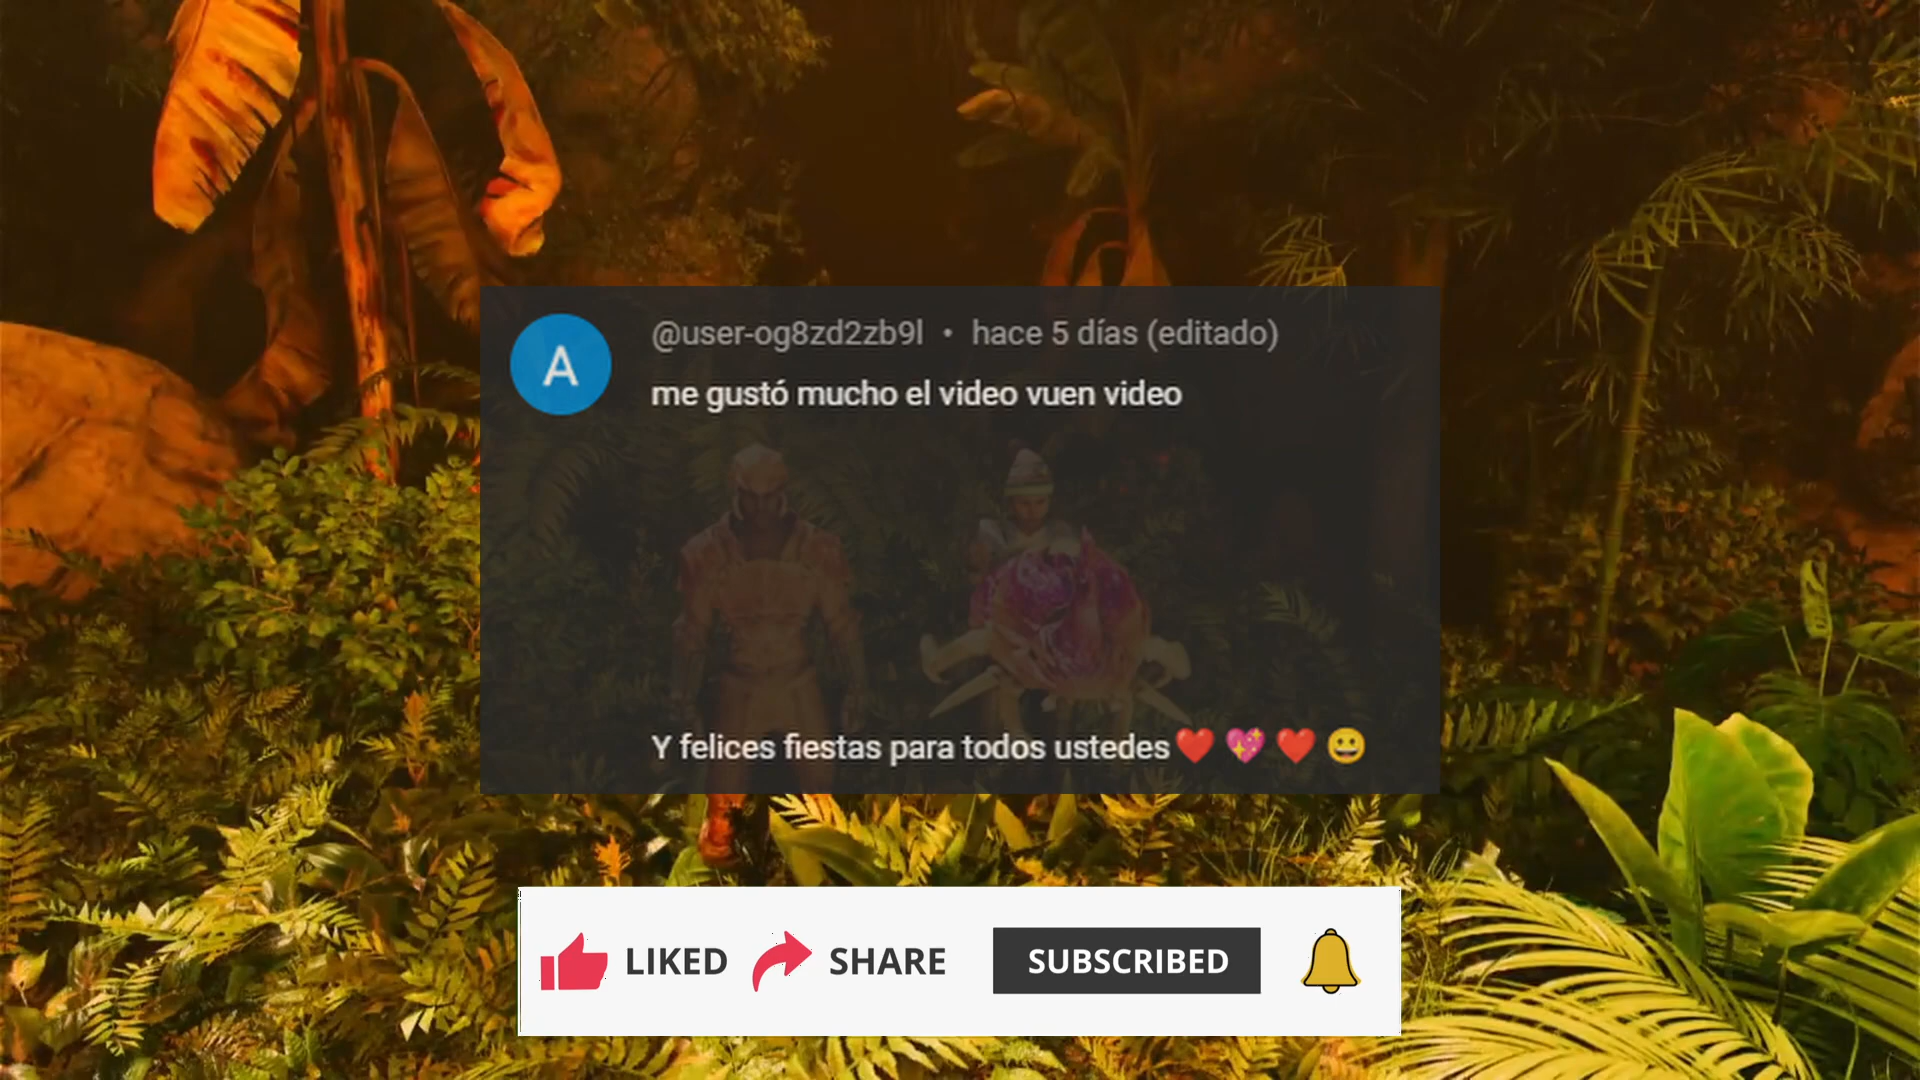 A
@user-og8zd2zb9l • hace 5 días (editado)
me gustó mucho el video vuen video
Y felices fiestas para todos ustedes❤️ 💖 ❤️ 😀
LIKED SHARE SUBSCRIBED